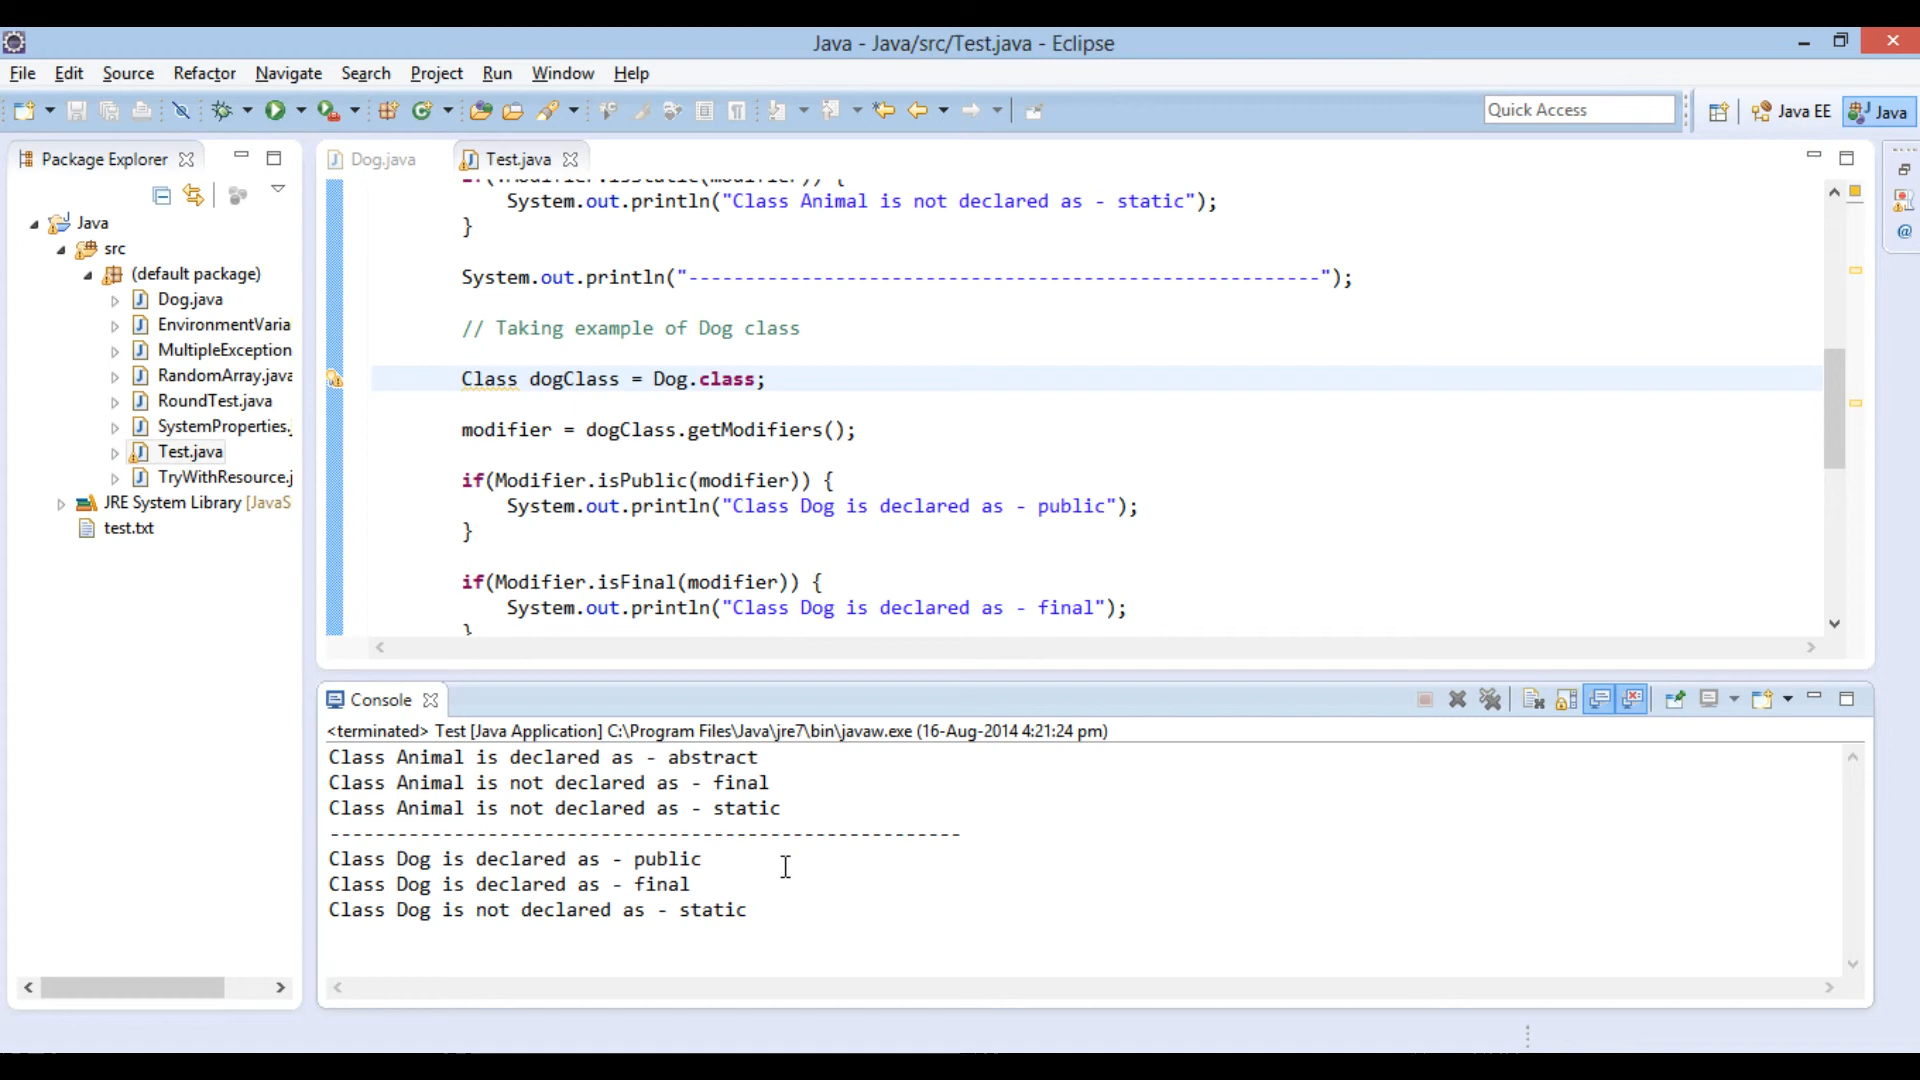 Java - Java/src/Test.java - Eclipse
File Edit Source Refactor Navigate Search Project Run Window Help
Quick Access Java EE Java
Package Explorer
Dog.java Test.java
Java
src
(default package)
Dog.java
EnvironmentVaria
MultipleException
RandomArray.java
RoundTest.java
SystemProperties.
Test.java
TryWithResource.j
JRE System Library [JavaS
test.txt
if(!Modifier.isStatic(modifier)) {
System.out.println("Class Animal is not declared as - static");
}
System.out.println("--------------------------------------------------------");
// Taking example of Dog class
Class dogClass = Dog.class;
modifier = dogClass.getModifiers();
if(Modifier.isPublic(modifier)) {
System.out.println("Class Dog is declared as - public");
}
if(Modifier.isFinal(modifier)) {
System.out.println("Class Dog is declared as - final");
}
Console
<terminated> Test [Java Application] C:\Program Files\Java\jre7\bin\javaw.exe (16-Aug-2014 4:21:24 pm)
Class Animal is declared as - abstract
Class Animal is not declared as - final
Class Animal is not declared as - static
--------------------------------------------------------
Class Dog is declared as - public
Class Dog is declared as - final
Class Dog is not declared as - static